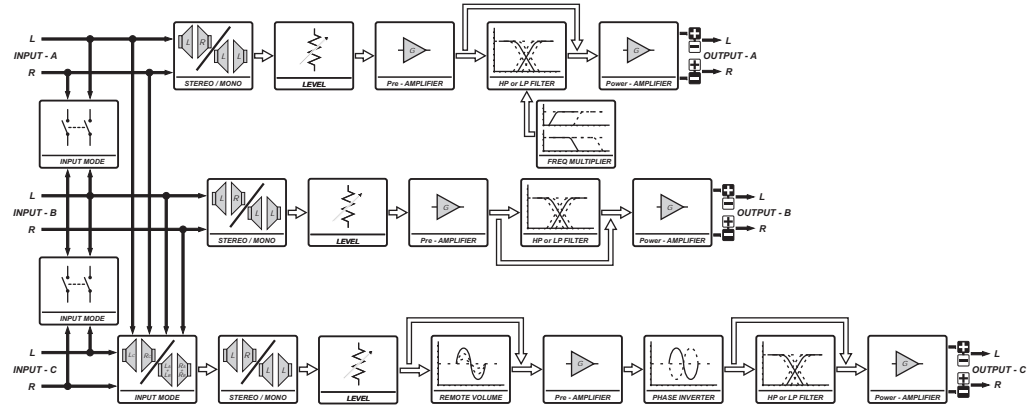 L
INPUT - A
R
L R
L L
STEREO / MONO
LEVEL
G
Pre - AMPLIFIER
HP or LP FILTER
G
Power - AMPLIFIER
L
OUTPUT - A
R
INPUT MODE
FREQ MULTIPLIER
L
INPUT - B
R
L R
L L
STEREO / MONO
LEVEL
G
Pre - AMPLIFIER
HP or LP FILTER
G
Power - AMPLIFIER
L
OUTPUT - B
R
INPUT MODE
L
INPUT - C
R
INPUT MODE
L R
L L
STEREO / MONO
LEVEL
REMOTE VOLUME
G
Pre - AMPLIFIER
PHASE INVERTER
HP or LP FILTER
G
Power - AMPLIFIER
L
OUTPUT - C
R